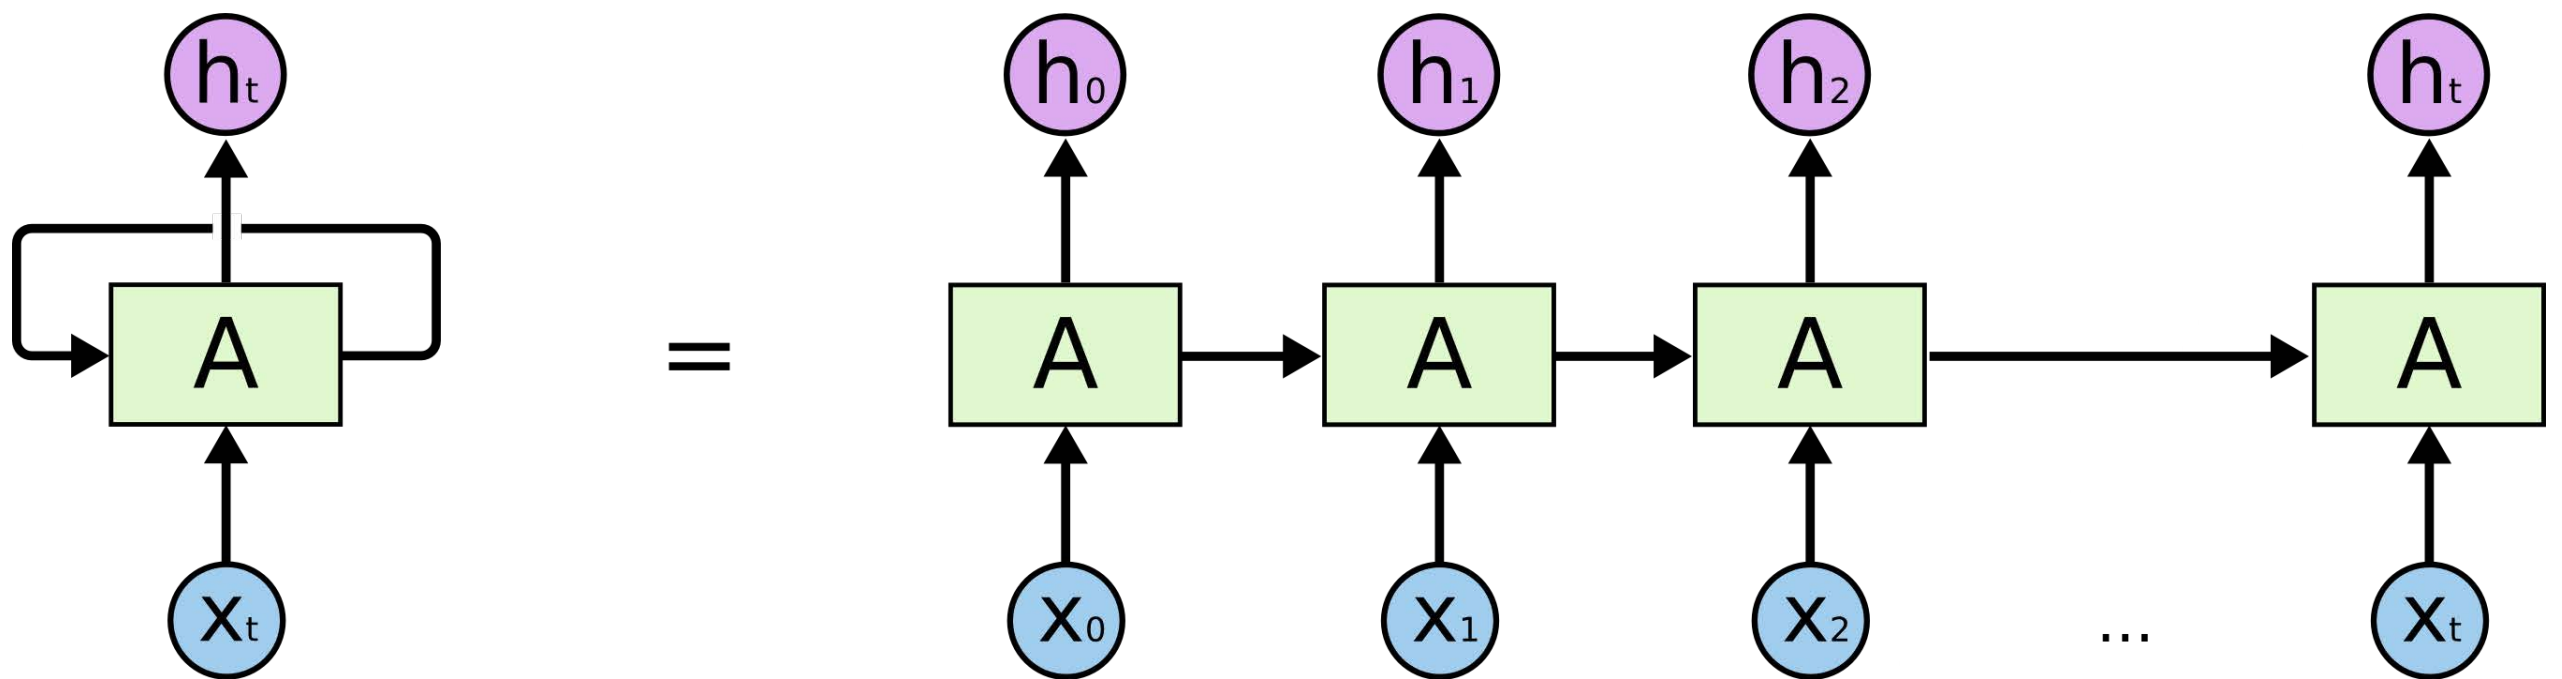 ht h0 h1 h2 ht
A = A A A A
xt x0 x1 x2 ... xt